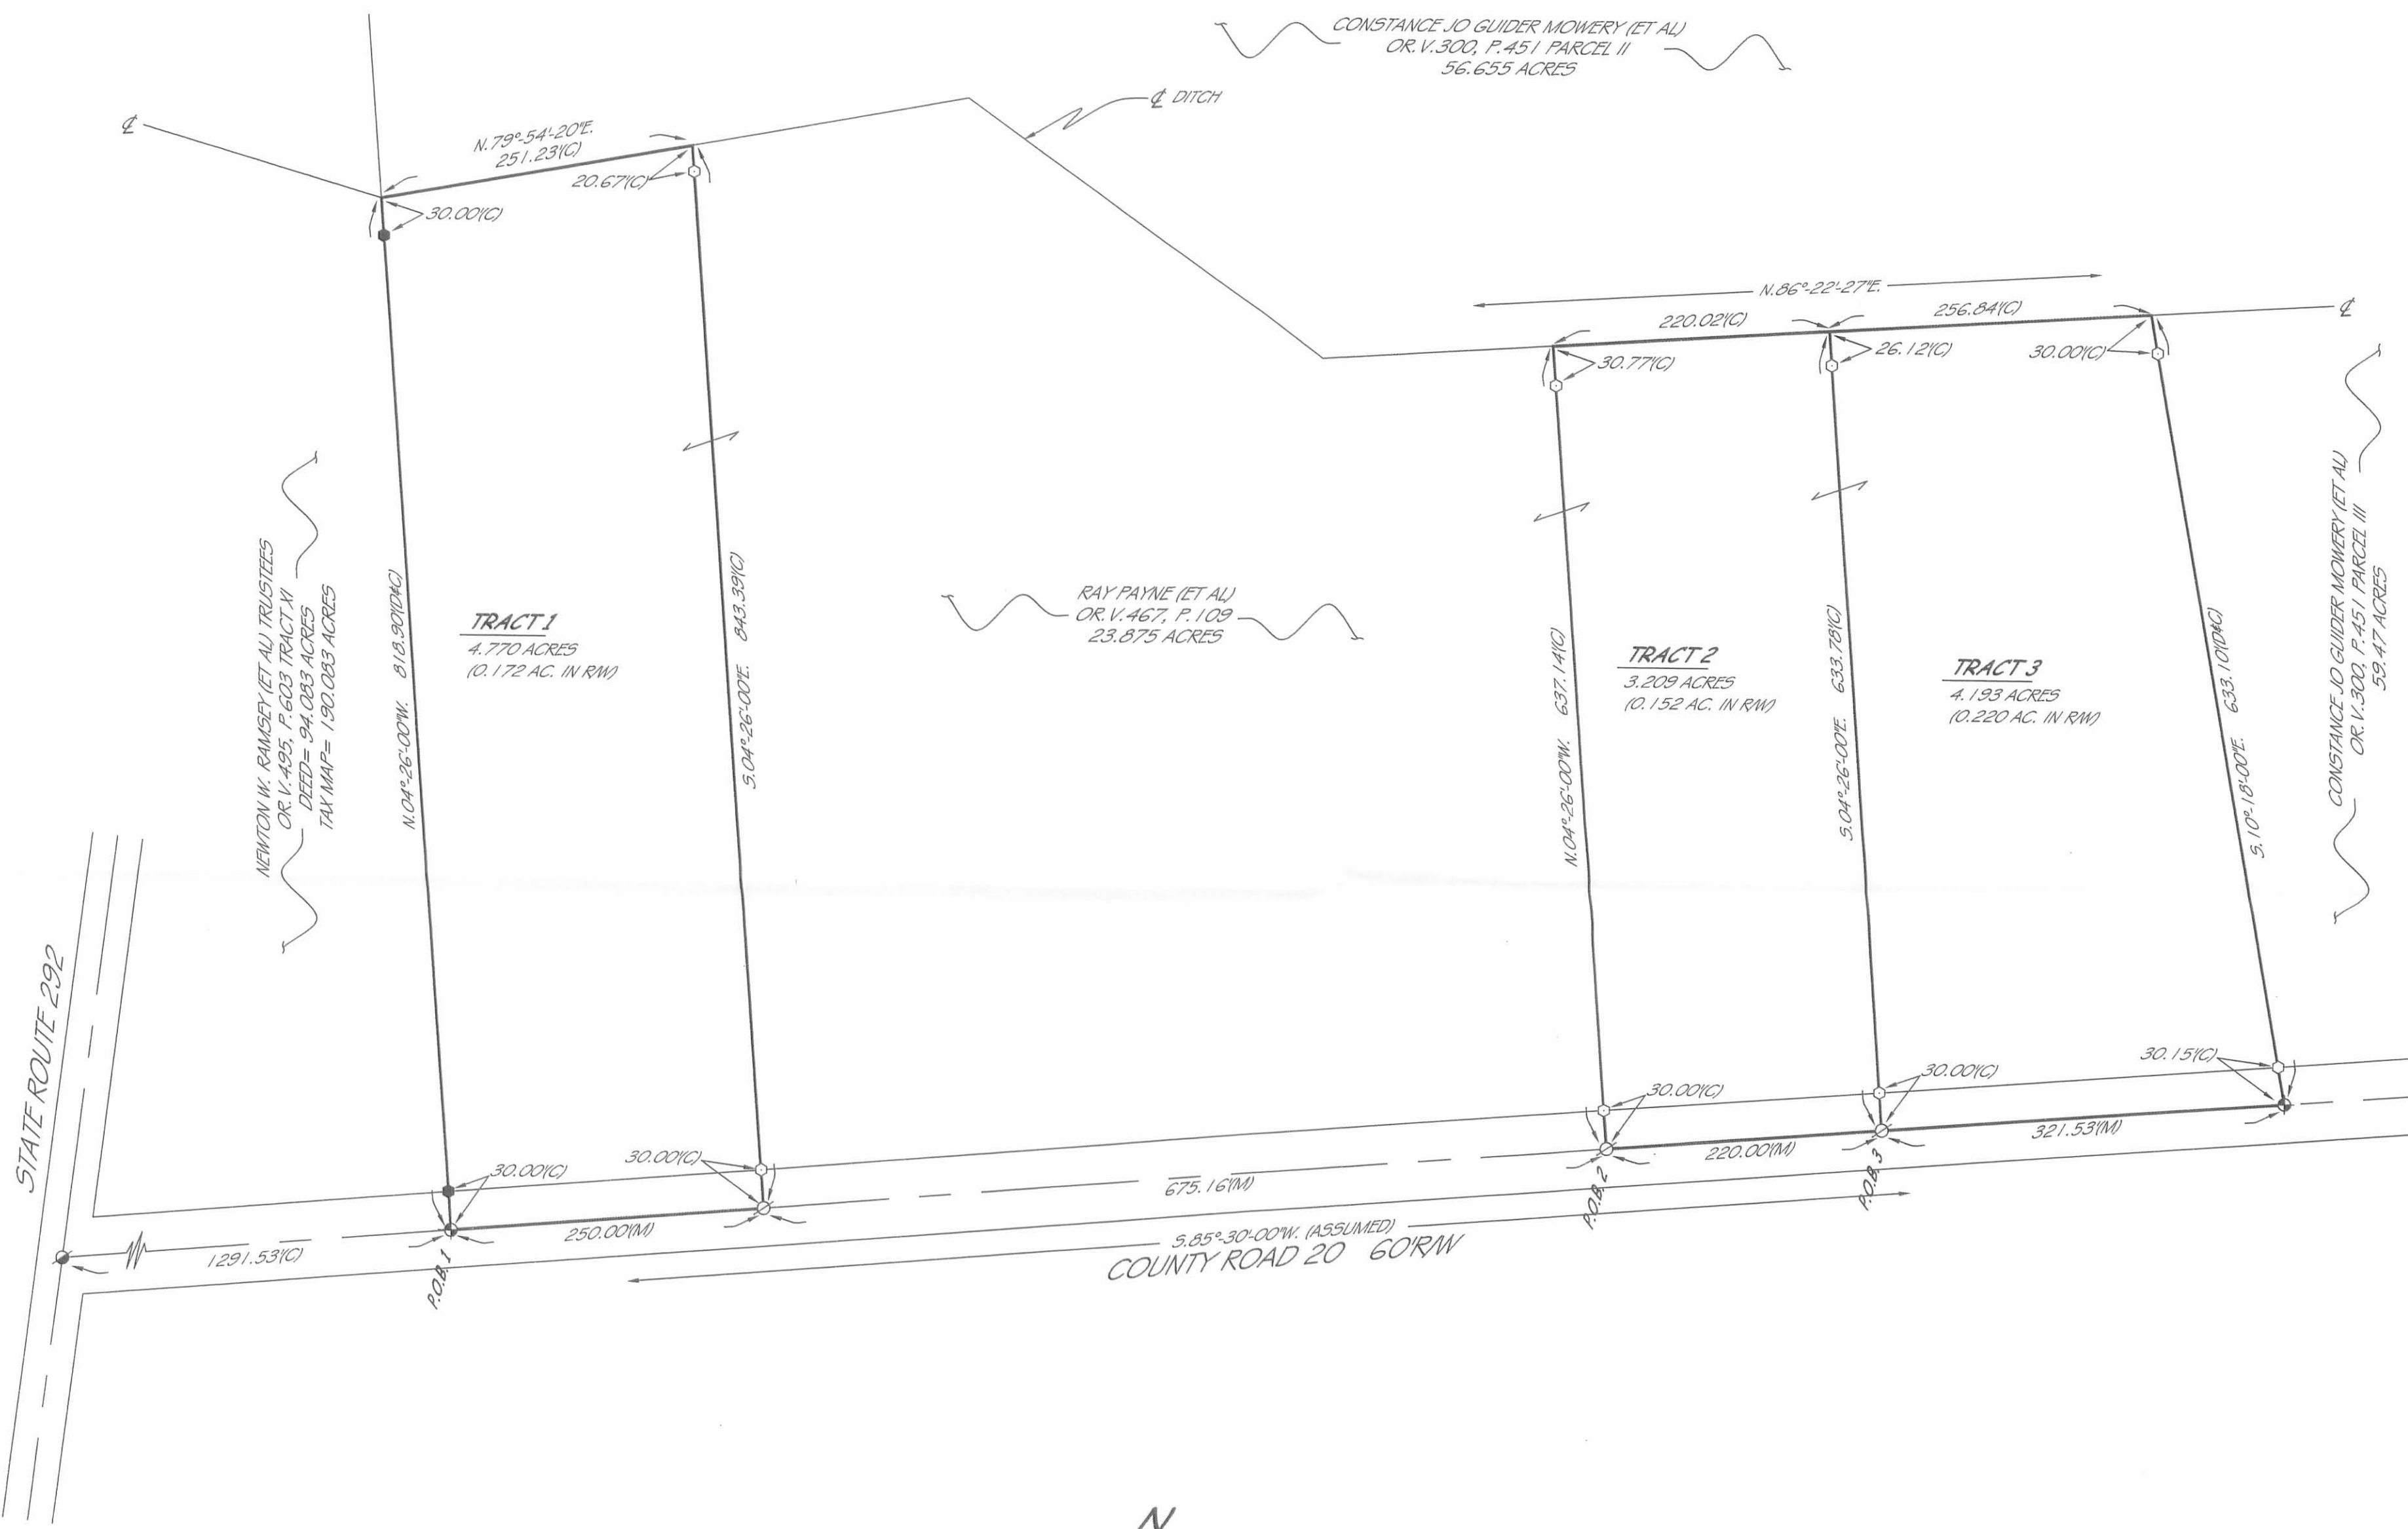 CONSTANCE JO GUIDER MOWERY (ET AL)
OR. V.300, P.451 PARCEL II
56.655 ACRES
℄ DITCH
℄
N.79°-54'-20"E.
251.23'(C)
20.67'(C)
30.00'(C)
N.86°-22'-27"E.
220.02'(C)
256.84'(C)
℄
30.77'(C)
26.12'(C)
30.00'(C)
NEWTON W. RAMSEY (ET AL) TRUSTEES
OR. V.495, P.603 TRACT XI
DEED= 94.083 ACRES
TAX MAP= 190.083 ACRES
N.04°-26'-00"W. 818.90'(D&C)
TRACT 1
4.770 ACRES
(0.172 AC. IN R/W)
S.04°-26'-00"E. 843.39'(C)
RAY PAYNE (ET AL)
OR. V.467, P.109
23.875 ACRES
N.04°-26'-00"W. 637.14'(C)
TRACT 2
3.209 ACRES
(0.152 AC. IN R/W)
S.04°-26'-00"E. 633.78'(C)
TRACT 3
4.193 ACRES
(0.220 AC. IN R/W)
S.10°-18'-00"E. 633.10'(D&C)
CONSTANCE JO GUIDER MOWERY (ET AL)
OR. V.300, P.451 PARCEL III
59.47 ACRES
STATE ROUTE 292
30.00'(C)
30.00'(C)
30.00'(C)
30.00'(C)
30.15'(C)
1291.53'(C)
P.O.B. 1
250.00'(M)
675.16'(M)
P.O.B. 2
220.00'(M)
P.O.B. 3
321.53'(M)
S.85°-30'-00"W. (ASSUMED)
COUNTY ROAD 20 60'R/W
N